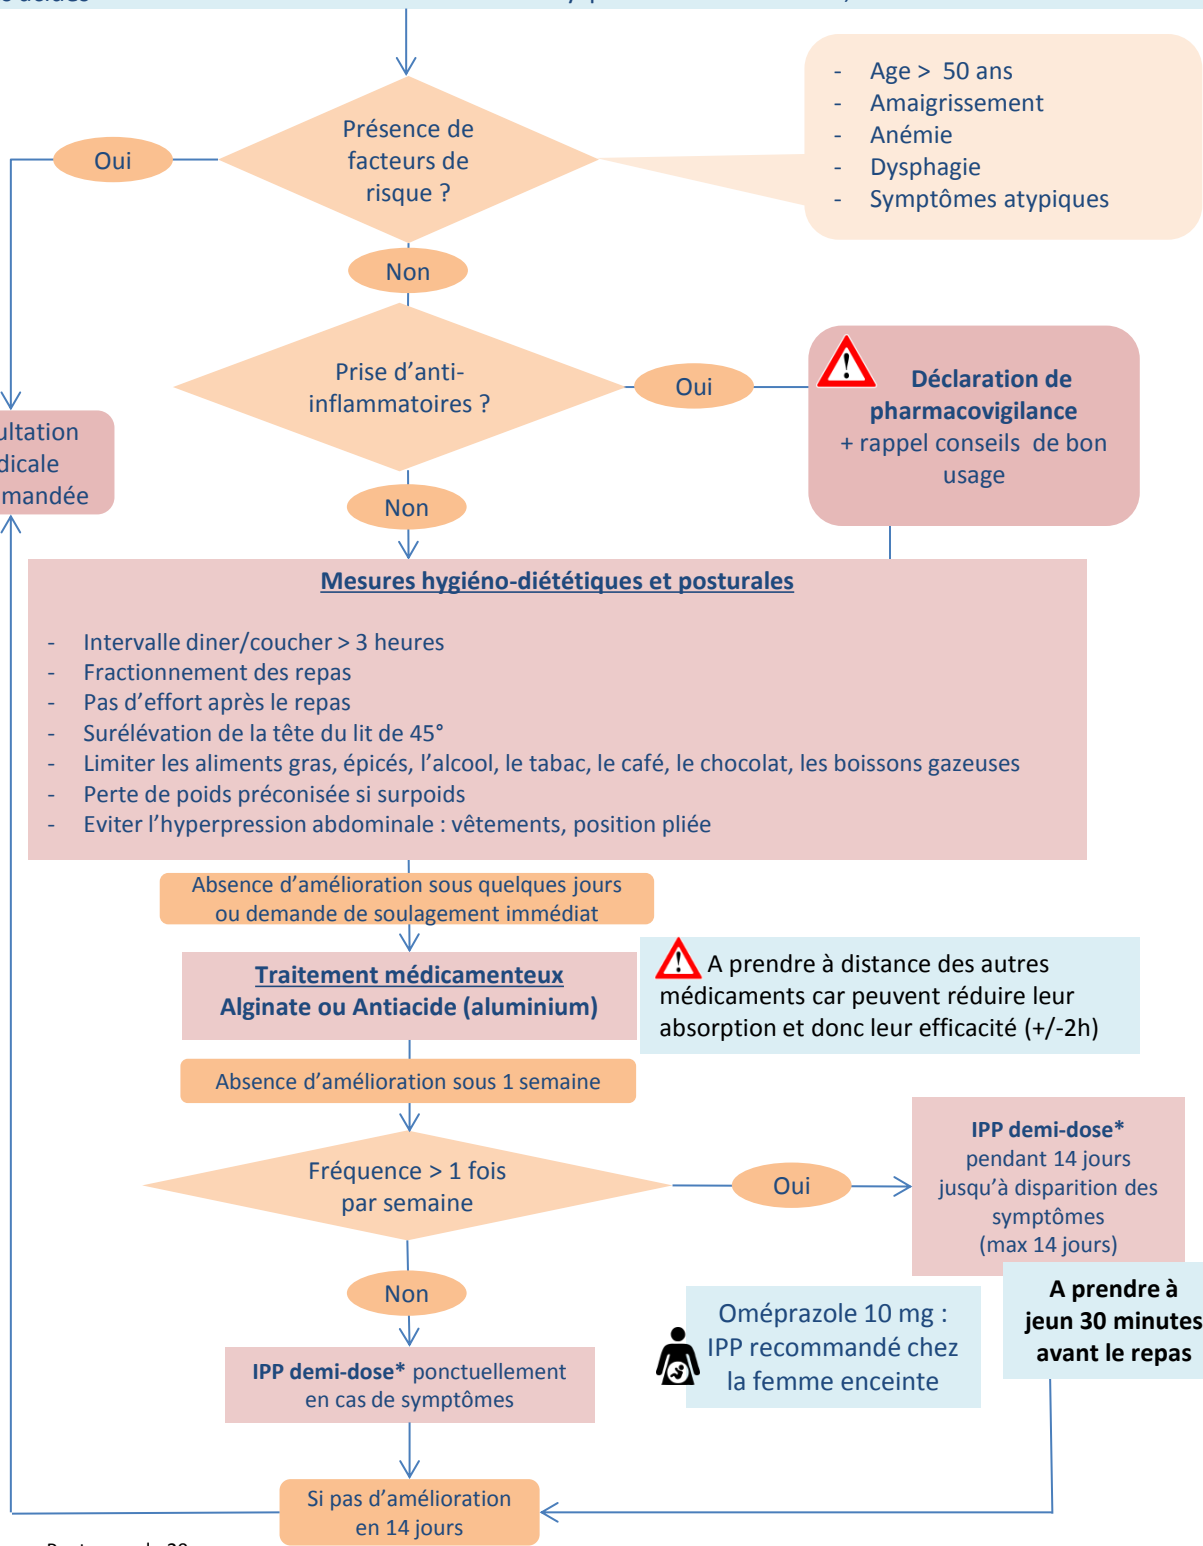 - Age > 50 ans
- Amaigrissement
- Anémie
- Dysphagie
- Symptômes atypiques
Présence de
facteurs de
risque ?
Oui
Non
Prise d’anti-
inflammatoires ?
Oui
Déclaration de
pharmacovigilance
+ rappel conseils de bon
usage
Non
Mesures hygiéno-diététiques et posturales
- Intervalle diner/coucher > 3 heures
- Fractionnement des repas
- Pas d’effort après le repas
- Surélévation de la tête du lit de 45°
- Limiter les aliments gras, épicés, l’alcool, le tabac, le café, le chocolat, les boissons gazeuses
- Perte de poids préconisée si surpoids
- Eviter l’hyperpression abdominale : vêtements, position pliée
Absence d’amélioration sous quelques jours
ou demande de soulagement immédiat
Traitement médicamenteux
Alginate ou Antiacide (aluminium)
A prendre à distance des autres
médicaments car peuvent réduire leur
absorption et donc leur efficacité (+/-2h)
Absence d’amélioration sous 1 semaine
Fréquence > 1 fois
par semaine
Oui
IPP demi-dose*
pendant 14 jours
jusqu’à disparition des
symptômes
(max 14 jours)
A prendre à
jeun 30 minutes
avant le repas
Non
Oméprazole 10 mg :
IPP recommandé chez
la femme enceinte
IPP demi-dose* ponctuellement
en cas de symptômes
Si pas d’amélioration
en 14 jours